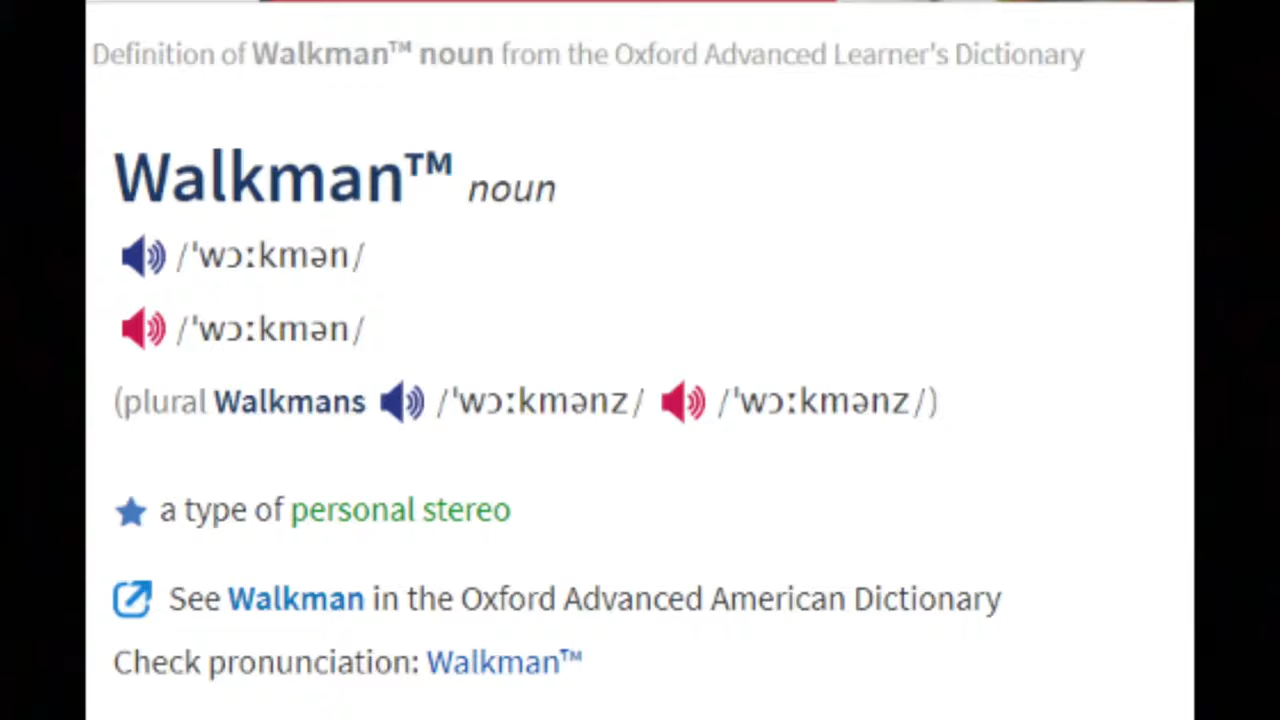 Definition of Walkman™ noun from the Oxford Advanced Learner's Dictionary
Walkman™ noun
/ˈwɔːkmən/
/ˈwɔːkmən/
(plural Walkmans /ˈwɔːkmənz/ /ˈwɔːkmənz/)
a type of personal stereo
See Walkman in the Oxford Advanced American Dictionary
Check pronunciation: Walkman™